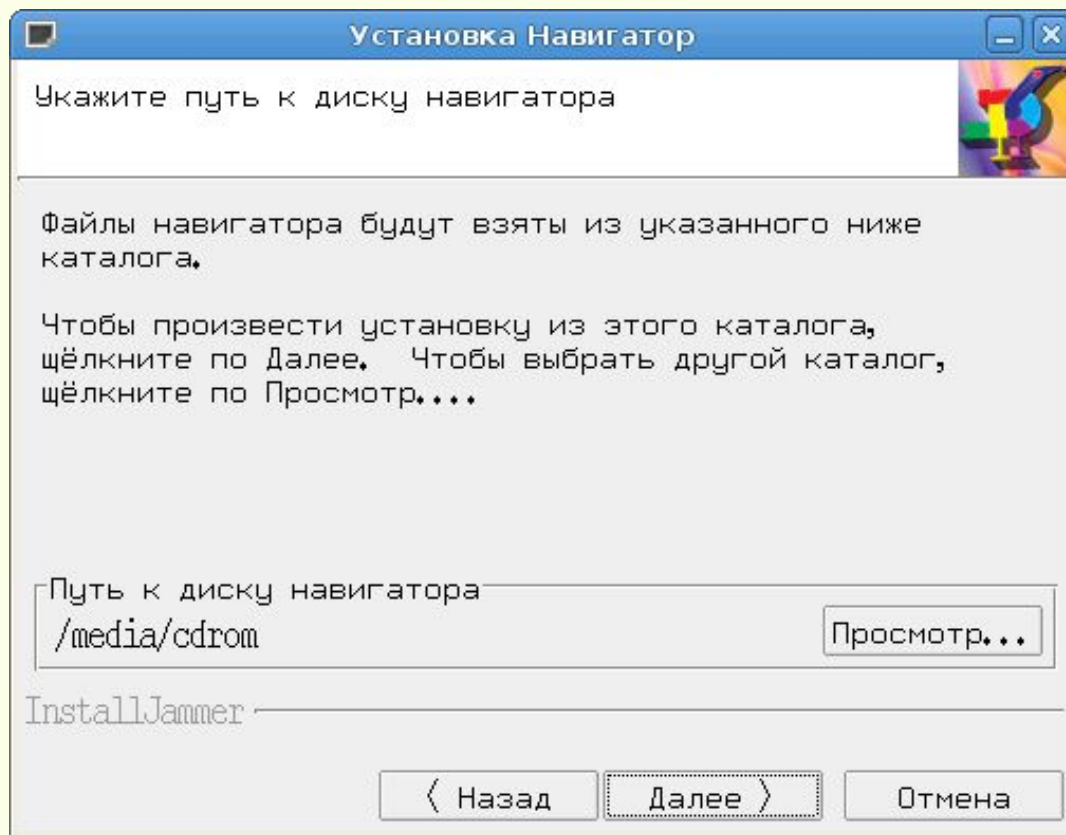 Установка Навигатор
Укажите путь к диску навигатора
Файлы навигатора будут взяты из указанного ниже
каталога.
Чтобы произвести установку из этого каталога,
щёлкните по Далее.  Чтобы выбрать другой каталог,
щёлкните по Просмотр....
Путь к диску навигатора
/media/cdrom
Просмотр...
InstallJammer
< Назад
Далее >
Отмена